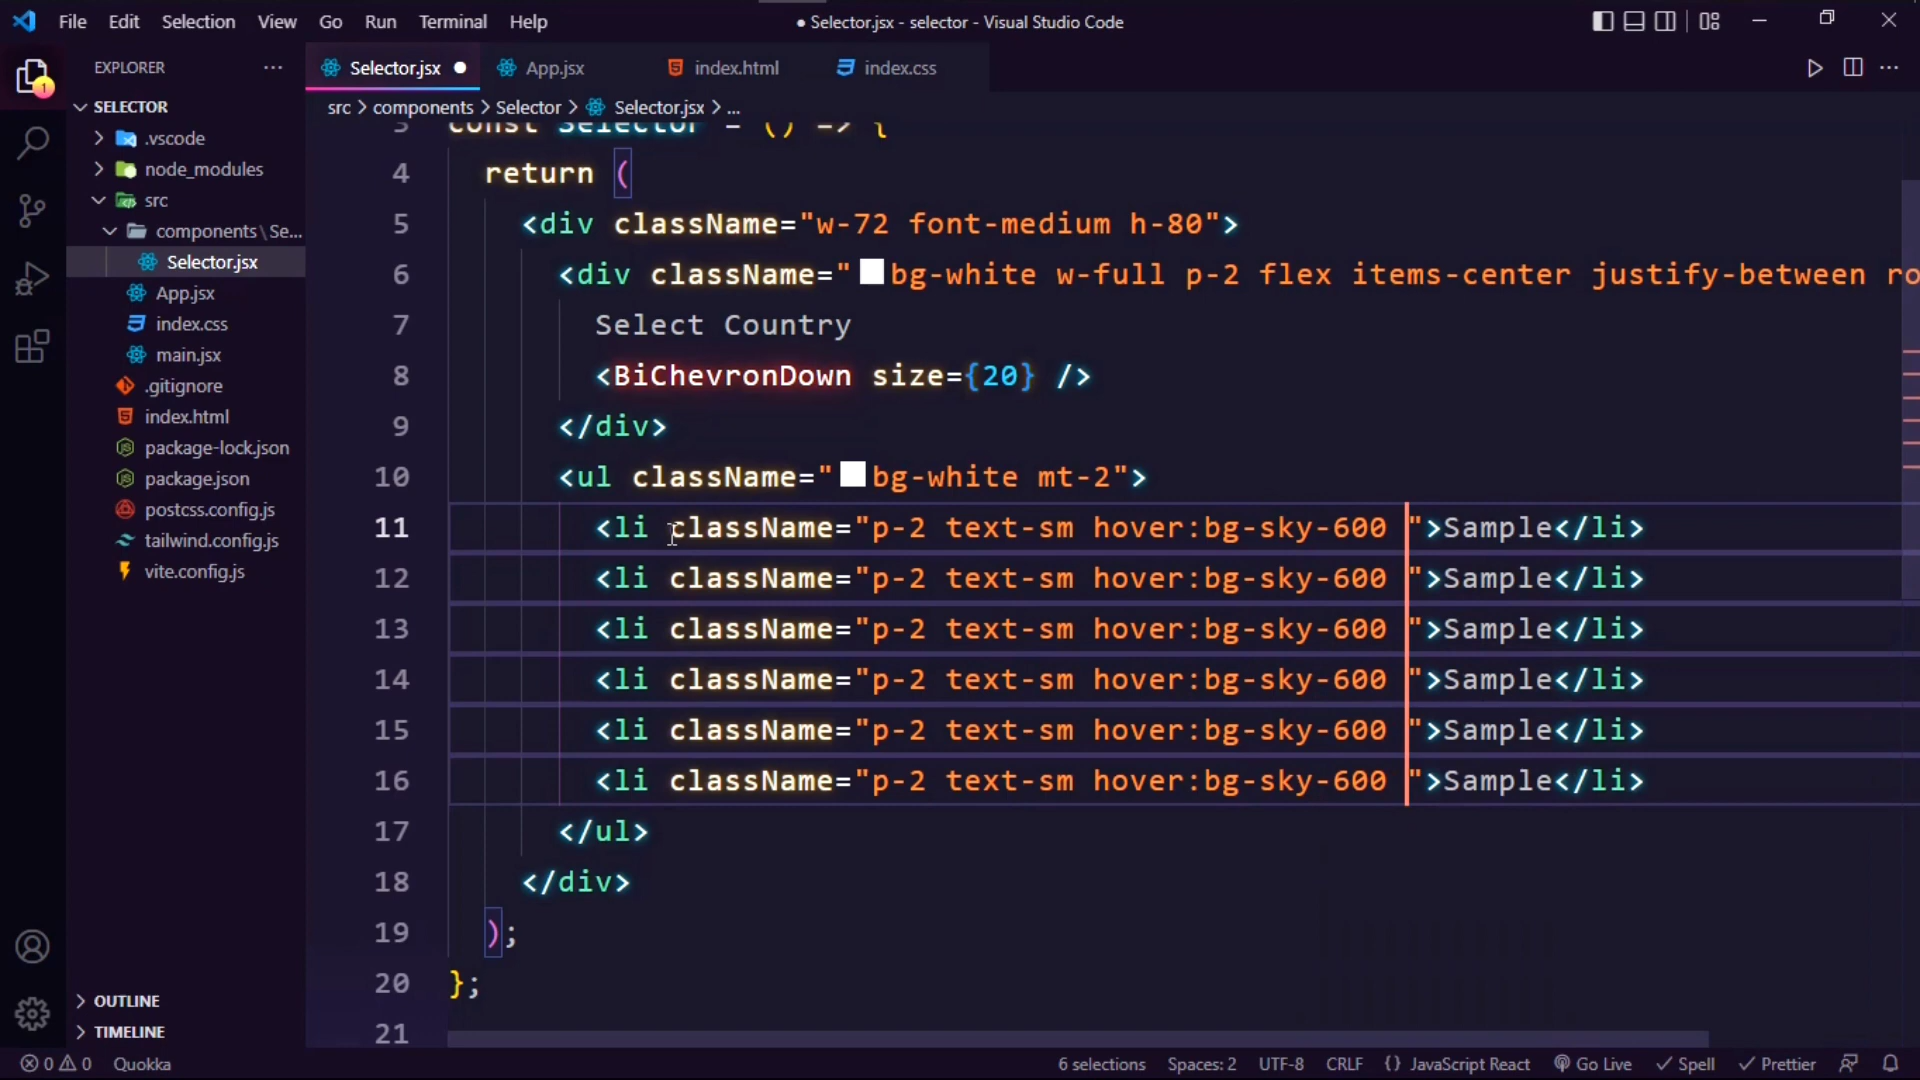 File Edit Selection View Go Run Terminal Help
● Selector.jsx - selector - Visual Studio Code
EXPLORER
Selector.jsx ● App.jsx index.html index.css
SELECTOR
src > components > Selector > Selector.jsx > ...
.vscode
node_modules
src
components\Se...
Selector.jsx
App.jsx
index.css
main.jsx
.gitignore
index.html
package-lock.json
package.json
postcss.config.js
tailwind.config.js
vite.config.js
OUTLINE
TIMELINE
1
3 const Selector = () => {
4 return (
5 <div className="w-72 font-medium h-80">
6 <div className="bg-white w-full p-2 flex items-center justify-between ro
7 Select Country
8 <BiChevronDown size={20} />
9 </div>
10 <ul className="bg-white mt-2">
11 <li className="p-2 text-sm hover:bg-sky-600 ">Sample</li>
12 <li className="p-2 text-sm hover:bg-sky-600 ">Sample</li>
13 <li className="p-2 text-sm hover:bg-sky-600 ">Sample</li>
14 <li className="p-2 text-sm hover:bg-sky-600 ">Sample</li>
15 <li className="p-2 text-sm hover:bg-sky-600 ">Sample</li>
16 <li className="p-2 text-sm hover:bg-sky-600 ">Sample</li>
17 </ul>
18 </div>
19 );
20 };
21
0 0 Quokka
6 selections Spaces: 2 UTF-8 CRLF {} JavaScript React Go Live ✓ Spell ✓ Prettier